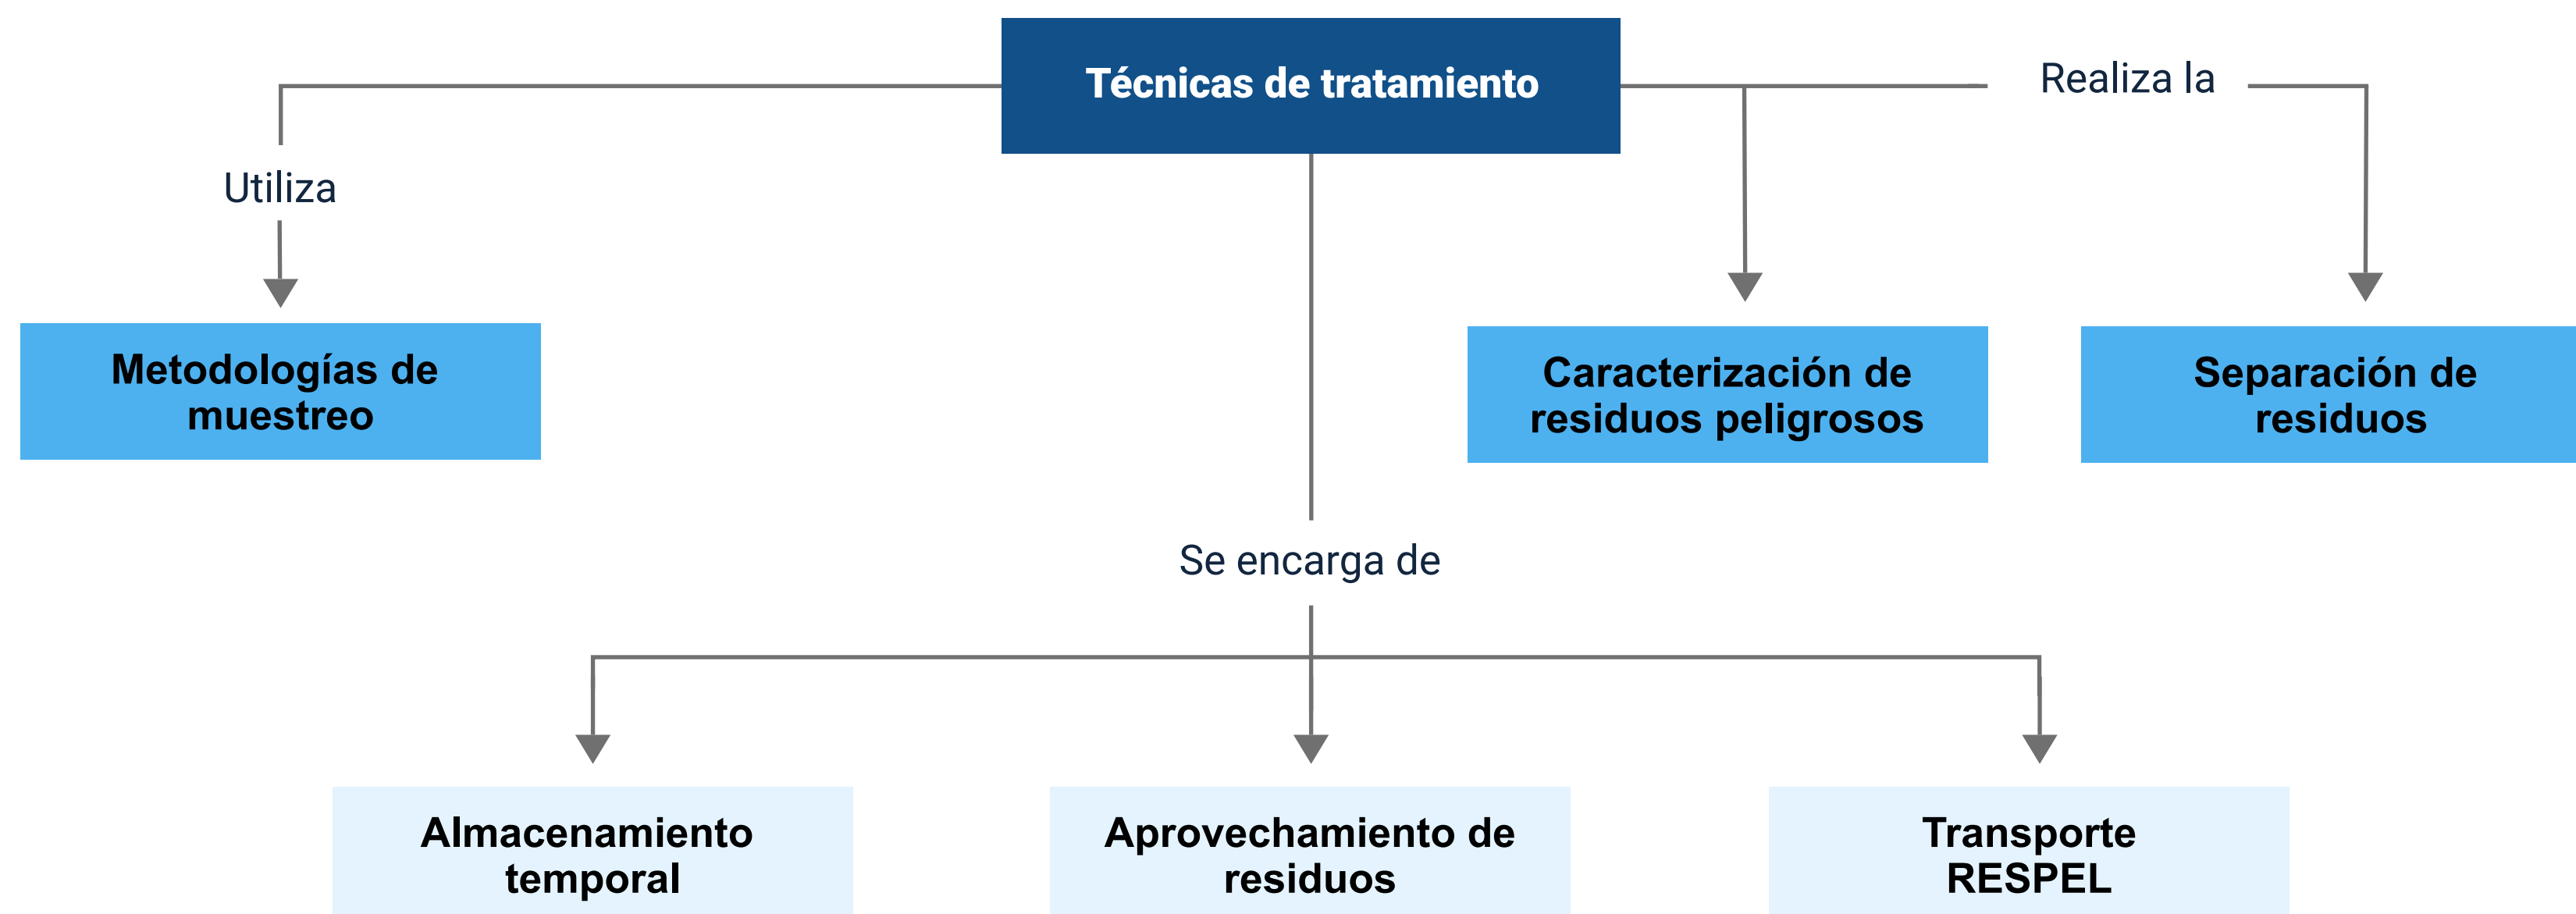 Técnicas de tratamiento
Realiza la
Utiliza
Metodologías de
muestreo
Caracterización de
residuos peligrosos
Separación de
residuos
Se encarga de
Almacenamiento
temporal
Aprovechamiento de
residuos
Transporte
RESPEL